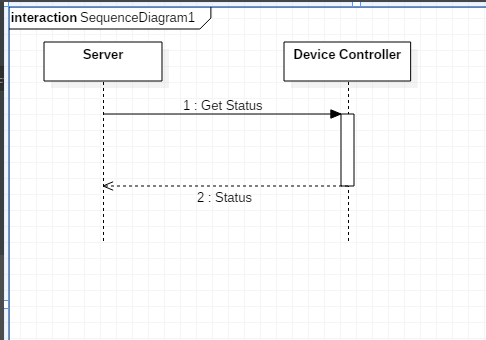 interaction SequenceDiagram1
Server
Device Controller
1 : Get Status
2 : Status